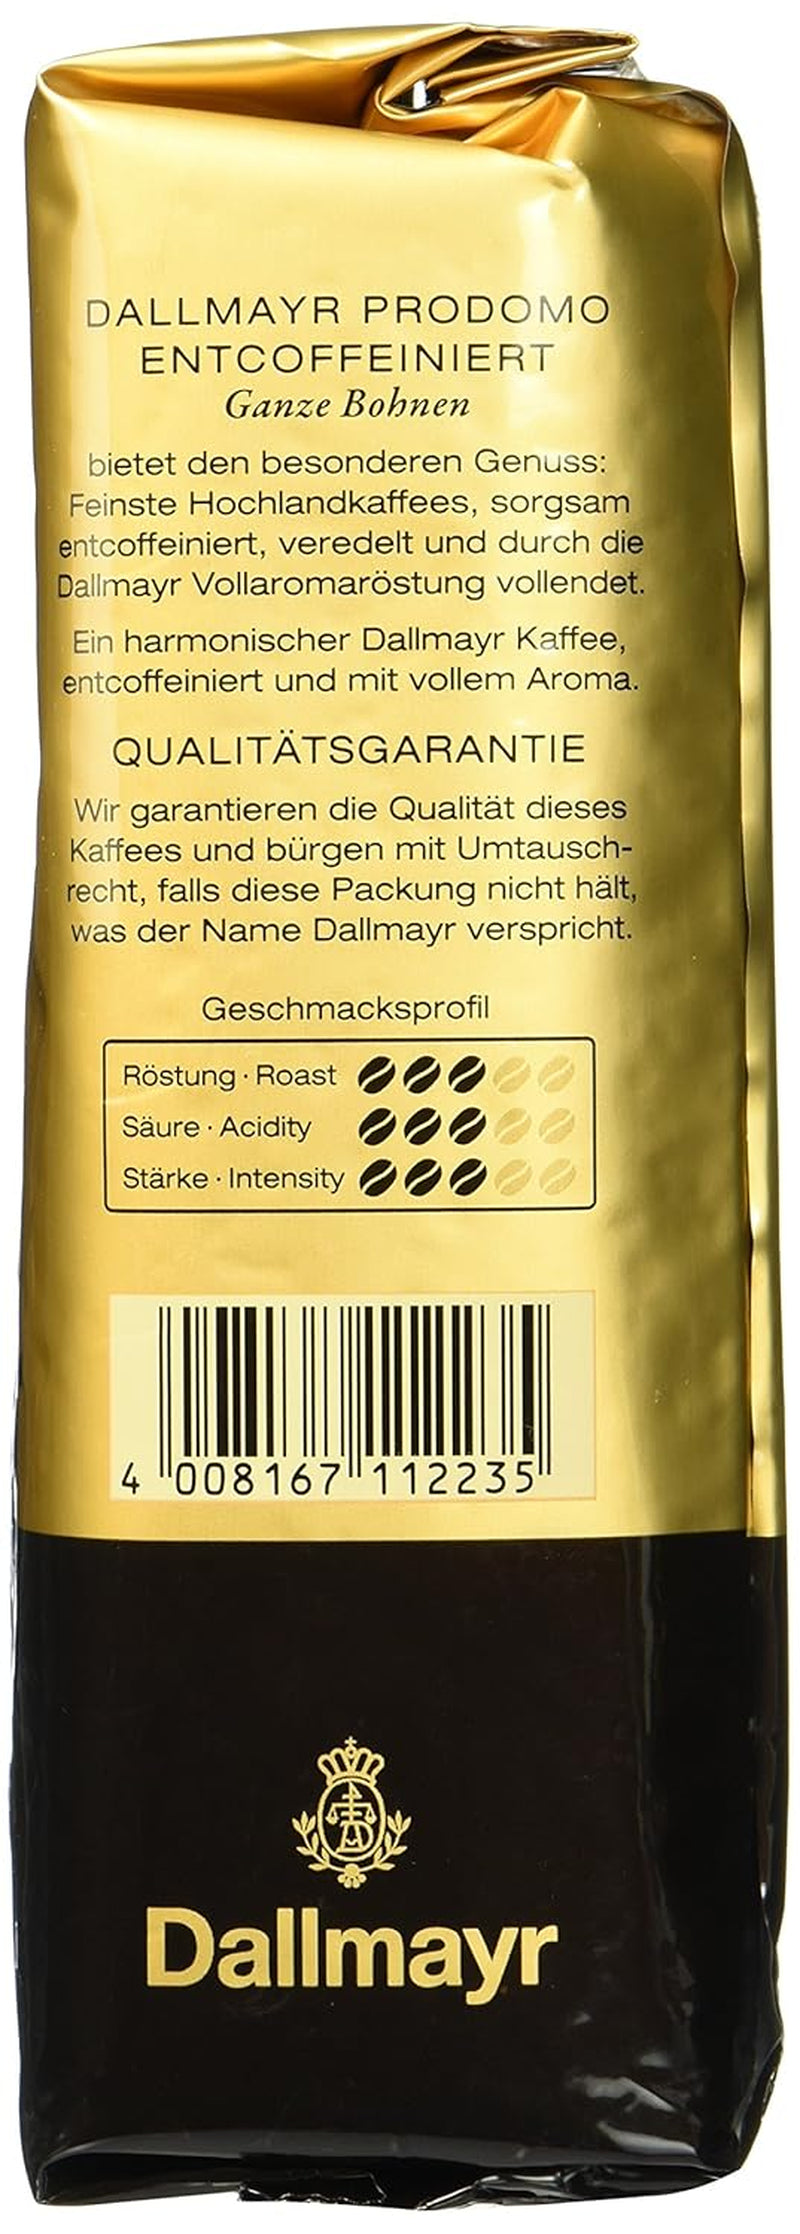 DALLMAYR PRODOMO
ENTCOFFEINIERT
Ganze Bohnen
bietet den besonderen Genuss:
Feinste Hochlandkaffees, sorgsam
entcoffeiniert, veredelt und durch die
Dallmayr Vollaromaröstung vollendet.
Ein harmonischer Dallmayr Kaffee,
entcoffeiniert und mit vollem Aroma.
QUALITÄTSGARANTIE
Wir garantieren die Qualität dieses
Kaffees und bürgen mit Umtausch-
recht, falls diese Packung nicht hält,
was der Name Dallmayr verspricht.
Geschmacksprofil
Röstung · Roast
Säure · Acidity
Stärke · Intensity
4 008167 112235
Dallmayr